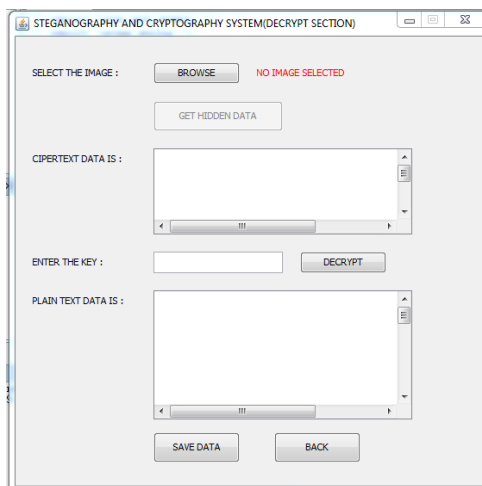 STEGANOGRAPHY AND CRYPTOGRAPHY SYSTEM(DECRYPT SECTION)
SELECT THE IMAGE : BROWSE NO IMAGE SELECTED
GET HIDDEN DATA
CIPERTEXT DATA IS :
ENTER THE KEY : DECRYPT
PLAIN TEXT DATA IS :
SAVE DATA BACK